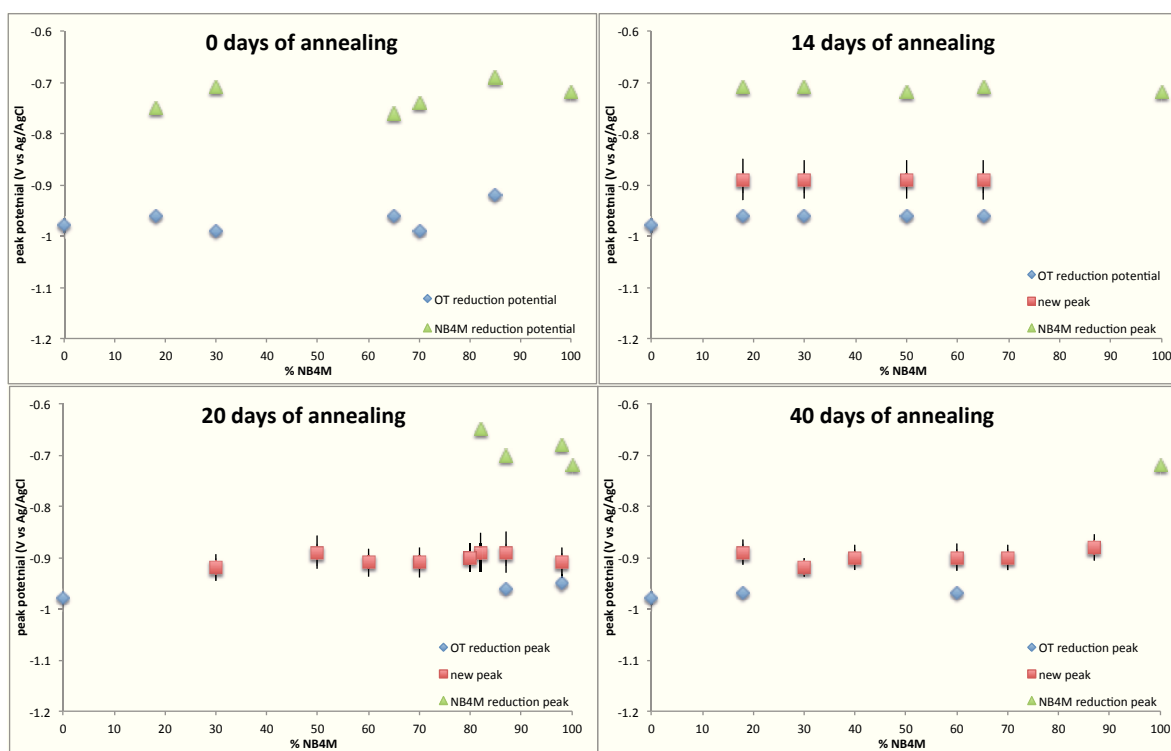 0 days of annealing
-0.6
-0.7
-0.8
-0.9
-1
-1.1
-1.2
peak potetnial (V vs Ag/AgCl
OT reduction potential
NB4M reduction potential
0 10 20 30 40 50 60 70 80 90 100
% NB4M
14 days of annealing
-0.6
-0.7
-0.8
-0.9
-1
-1.1
-1.2
peak potetnial (V vs Ag/AgCl
OT reduction potential
new peak
NB4M reduction peak
0 10 20 30 40 50 60 70 80 90 100
% NB4M
20 days of annealing
-0.6
-0.7
-0.8
-0.9
-1
-1.1
-1.2
peak potetnial (V vs Ag/AgCl
OT reduction peak
new peak
NB4M reduction peak
0 10 20 30 40 50 60 70 80 90 100
% NB4M
40 days of annealing
-0.6
-0.7
-0.8
-0.9
-1
-1.1
-1.2
peak potetnial (V vs Ag/AgCl
OT reduction peak
new peak
NB4M reduction peak
0 10 20 30 40 50 60 70 80 90 100
% NB4M